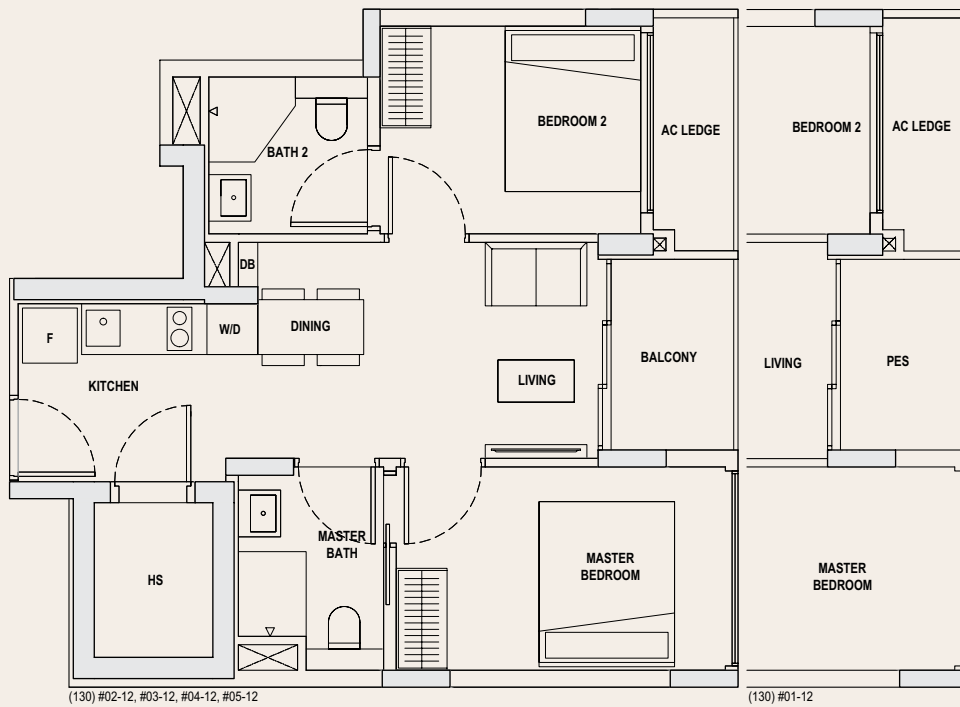 BEDROOM 2
AC LEDGE
BATH 2
DB
F
W/D
DINING
KITCHEN
LIVING
BALCONY
MASTER
BATH
HS
MASTER
BEDROOM
(130) #02-12, #03-12, #04-12, #05-12
BEDROOM 2
AC LEDGE
LIVING
PES
MASTER
BEDROOM
(130) #01-12